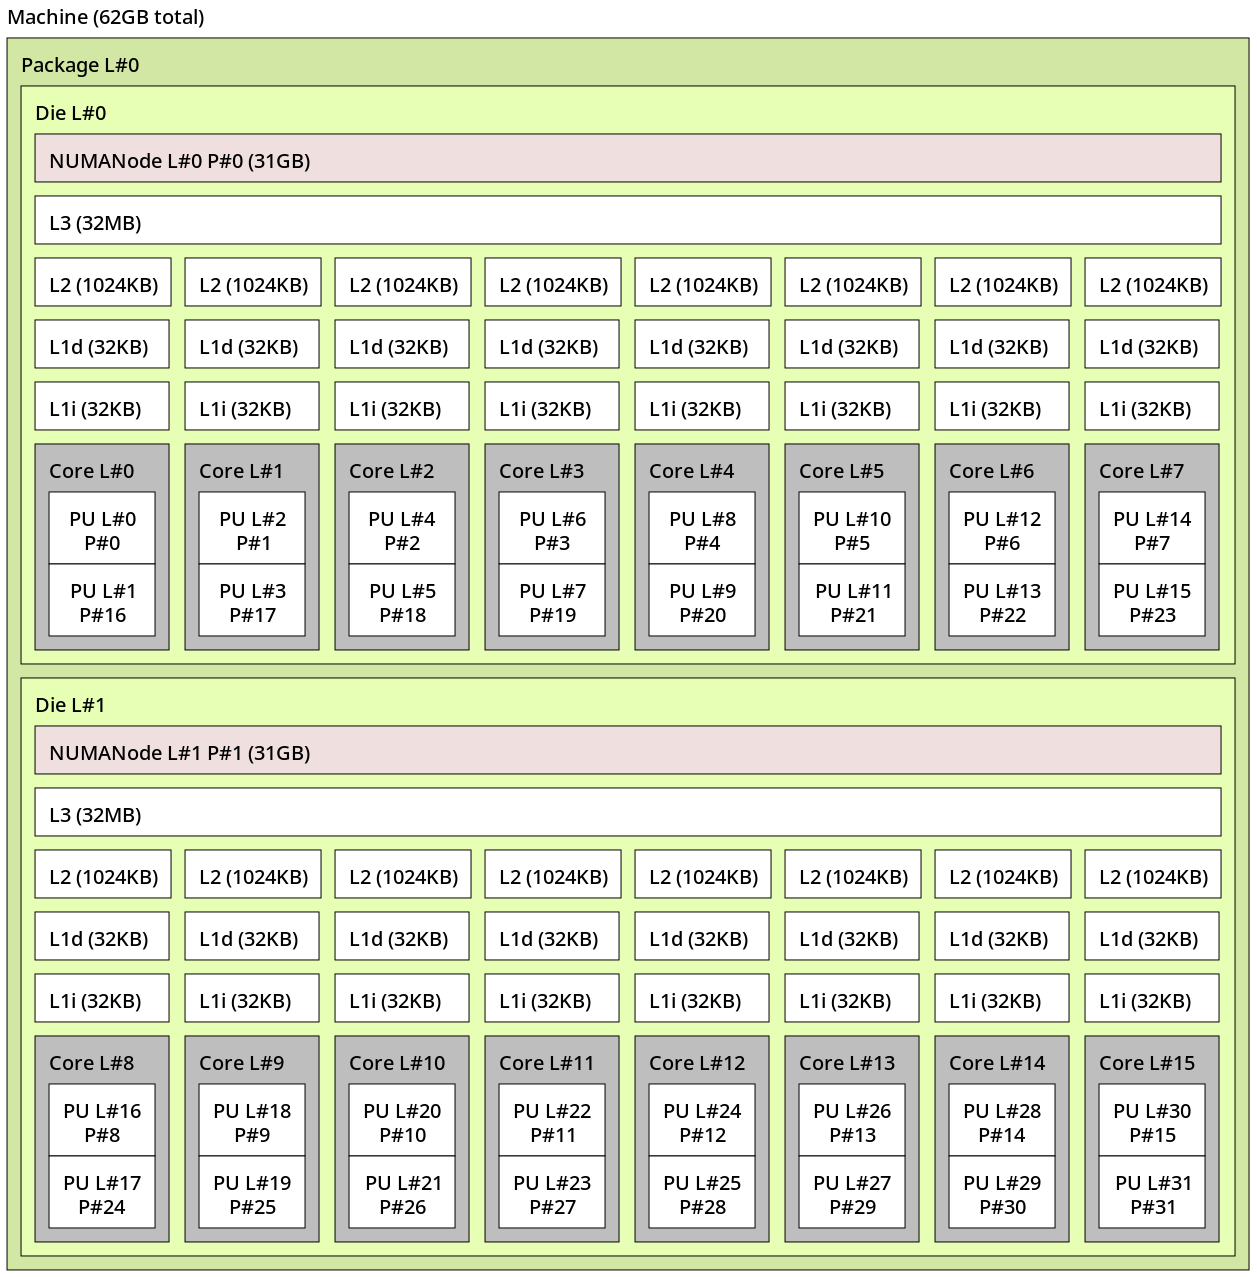 Machine (62GB total)
Package L#0
Die L#0
NUMANode L#0 P#0 (31GB)
L3 (32MB)
L2 (1024KB) L2 (1024KB) L2 (1024KB) L2 (1024KB) L2 (1024KB) L2 (1024KB) L2 (1024KB) L2 (1024KB)
L1d (32KB) L1d (32KB) L1d (32KB) L1d (32KB) L1d (32KB) L1d (32KB) L1d (32KB) L1d (32KB)
L1i (32KB) L1i (32KB) L1i (32KB) L1i (32KB) L1i (32KB) L1i (32KB) L1i (32KB) L1i (32KB)
Core L#0 Core L#1 Core L#2 Core L#3 Core L#4 Core L#5 Core L#6 Core L#7
PU L#0 PU L#2 PU L#4 PU L#6 PU L#8 PU L#10 PU L#12 PU L#14
P#0 P#1 P#2 P#3 P#4 P#5 P#6 P#7
PU L#1 PU L#3 PU L#5 PU L#7 PU L#9 PU L#11 PU L#13 PU L#15
P#16 P#17 P#18 P#19 P#20 P#21 P#22 P#23
Die L#1
NUMANode L#1 P#1 (31GB)
L3 (32MB)
L2 (1024KB) L2 (1024KB) L2 (1024KB) L2 (1024KB) L2 (1024KB) L2 (1024KB) L2 (1024KB) L2 (1024KB)
L1d (32KB) L1d (32KB) L1d (32KB) L1d (32KB) L1d (32KB) L1d (32KB) L1d (32KB) L1d (32KB)
L1i (32KB) L1i (32KB) L1i (32KB) L1i (32KB) L1i (32KB) L1i (32KB) L1i (32KB) L1i (32KB)
Core L#8 Core L#9 Core L#10 Core L#11 Core L#12 Core L#13 Core L#14 Core L#15
PU L#16 PU L#18 PU L#20 PU L#22 PU L#24 PU L#26 PU L#28 PU L#30
P#8 P#9 P#10 P#11 P#12 P#13 P#14 P#15
PU L#17 PU L#19 PU L#21 PU L#23 PU L#25 PU L#27 PU L#29 PU L#31
P#24 P#25 P#26 P#27 P#28 P#29 P#30 P#31